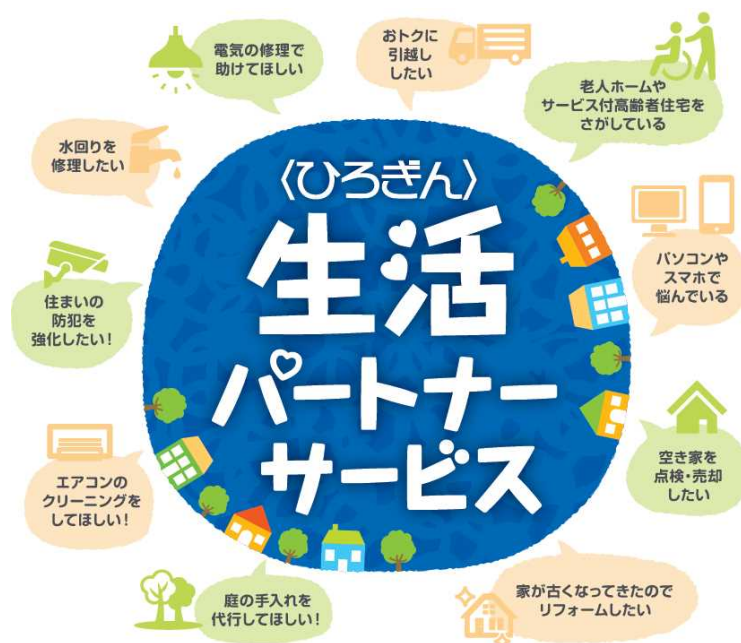 電気の修理で
助けてほしい
おトクに
引越し
したい
老人ホームや
サービス付高齢者住宅を
さがしている
水回りを
修理したい
〈ひろぎん〉
生活
パートナー
サービス
パソコンや
スマホで
悩んでいる
住まいの
防犯を
強化したい！
空き家を
点検・売却
したい
エアコンの
クリーニングを
してほしい！
庭の手入れを
代行してほしい！
家が古くなってきたので
リフォームしたい